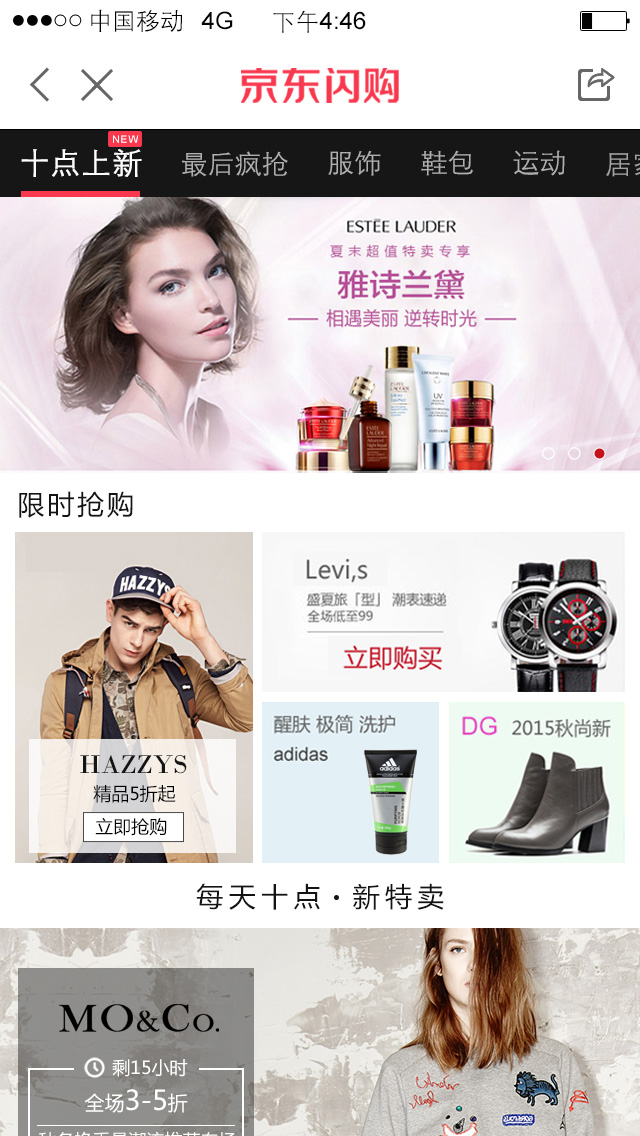 中国移动 4G 下午4:46
京东闪购
NEW
十点上新 最后疯抢 服饰 鞋包 运动 居家
ESTĒE LAUDER
夏末超值特卖专享
雅诗兰黛
相遇美丽 逆转时光
UV
限时抢购
HAZZYS
HAZZYS
精品5折起
立即抢购
Levi,s
盛夏旅「型」 潮表速递
全场低至99
立即购买
醒肤 极简 洗护
adidas
adidas
DG 2015秋尚新
每天十点·新特卖
MO&Co.
剩15小时
全场3-5折